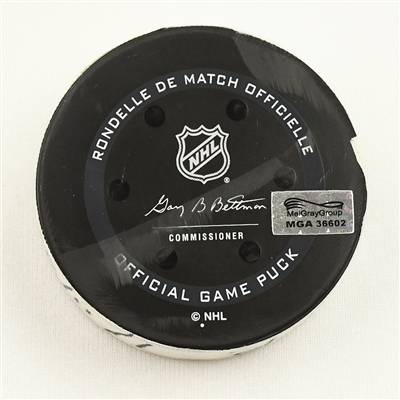 RONDELLE DE MATCH OFFICIELLE
NHL
Gary B Bettman
COMMISSIONER
MeiGrayGroup
MGA 36602
OFFICIAL GAME PUCK
© NHL